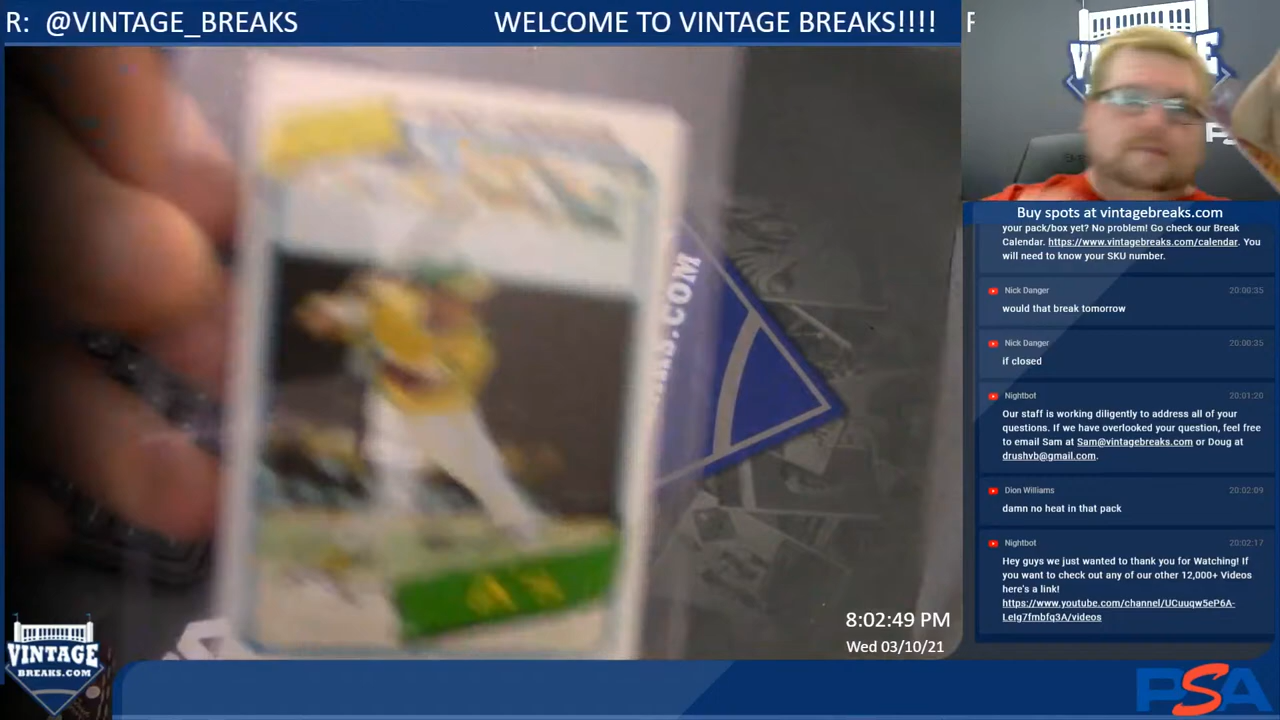 R: @VINTAGE_BREAKS WELCOME TO VINTAGE BREAKS!!!! F
Buy spots at vintagebreaks.com
your pack/box yet? No problem! Go check our Break
Calendar. https://www.vintagebreaks.com/calendar. You
will need to know your SKU number.
Nick Danger 20:00:35
would that break tomorrow
Nick Danger 20:00:35
if closed
Nightbot 20:01:20
Our staff is working diligently to address all of your
questions. If we have overlooked your question, feel free
to email Sam at Sam@vintagebreaks.com or Doug at
drushvb@gmail.com.
Dion Williams 20:02:09
damn no heat in that pack
Nightbot 20:02:17
Hey guys we just wanted to thank you for Watching! If
you want to check out any of our other 12,000+ Videos
here's a link!
https://www.youtube.com/channel/UCuuqw5eP6A-
LeIg7fmbfq3A/videos
8:02:49 PM
Wed 03/10/21
VINTAGE
BREAKS.COM
PSA